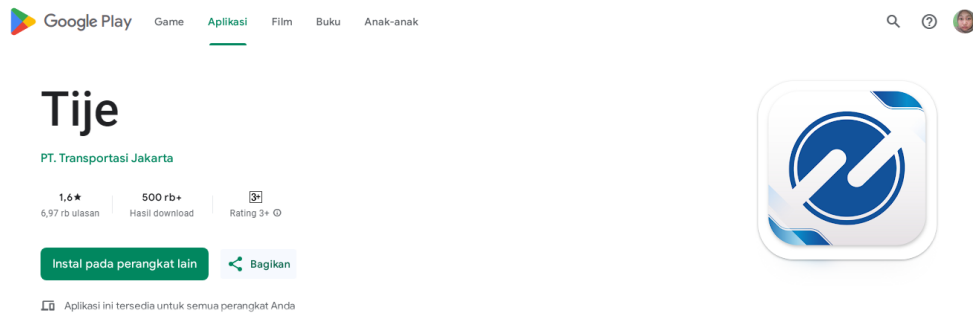 Google Play Game Aplikasi Film Buku Anak-anak
Tije
PT. Transportasi Jakarta
1,6★ 500 rb+ 3+
6,97 rb ulasan Hasil download Rating 3+
Instal pada perangkat lain Bagikan
Aplikasi ini tersedia untuk semua perangkat Anda